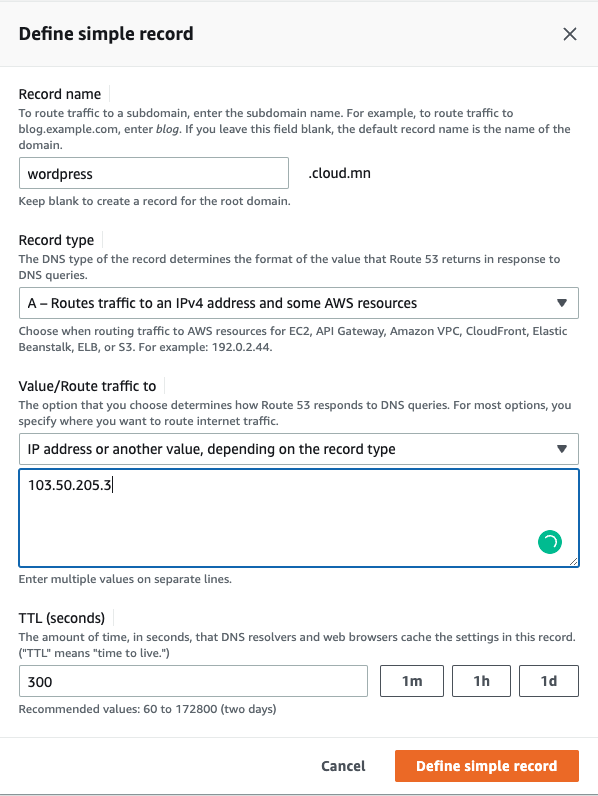 Define simple record
Record name
To route traffic to a subdomain, enter the subdomain name. For example, to route traffic to
blog.example.com, enter blog. If you leave this field blank, the default record name is the name of the
domain.
wordpress .cloud.mn
Keep blank to create a record for the root domain.
Record type
The DNS type of the record determines the format of the value that Route 53 returns in response to
DNS queries.
A – Routes traffic to an IPv4 address and some AWS resources
Choose when routing traffic to AWS resources for EC2, API Gateway, Amazon VPC, CloudFront, Elastic
Beanstalk, ELB, or S3. For example: 192.0.2.44.
Value/Route traffic to
The option that you choose determines how Route 53 responds to DNS queries. For most options, you
specify where you want to route internet traffic.
IP address or another value, depending on the record type
103.50.205.3
Enter multiple values on separate lines.
TTL (seconds)
The amount of time, in seconds, that DNS resolvers and web browsers cache the settings in this record.
("TTL" means "time to live.")
300 1m 1h 1d
Recommended values: 60 to 172800 (two days)
Cancel Define simple record